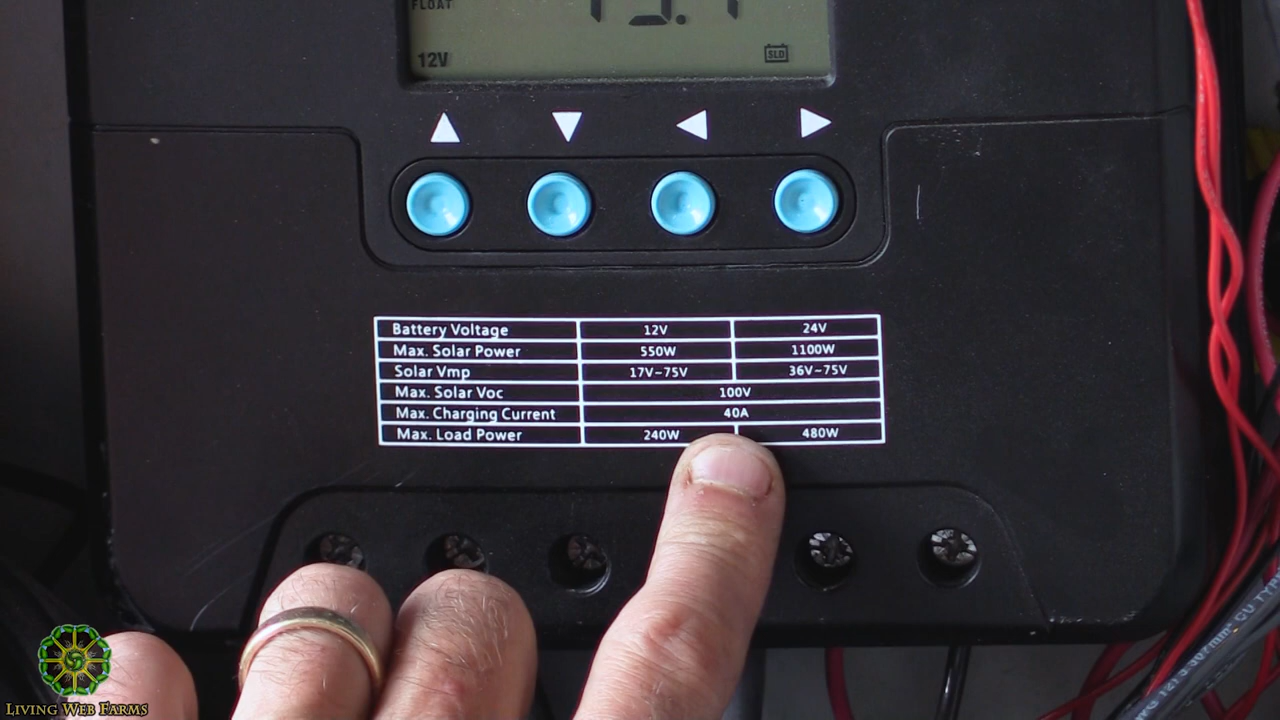 FLOAT
12V SLD
Battery Voltage 12V 24V
Max. Solar Power 550W 1100W
Solar Vmp 17V~75V 36V~75V
Max. Solar Voc 100V
Max. Charging Current 40A
Max. Load Power 240W 480W
LIVING WEB FARMS